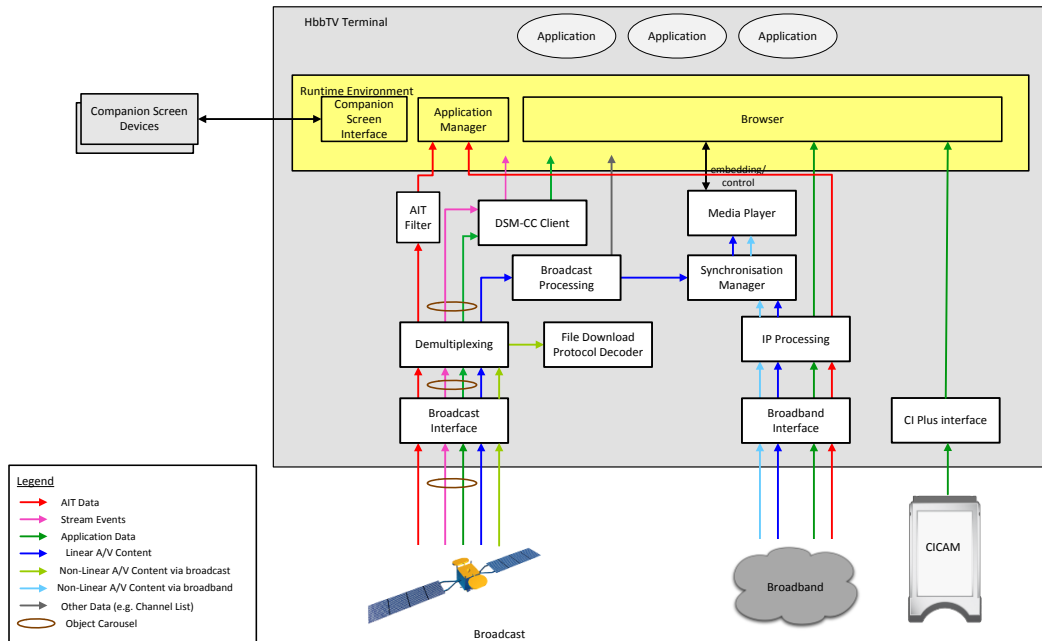 HbbTV Terminal
Application
Application
Application
Runtime Environment
Companion Screen
Devices
Companion
Screen
Interface
Application
Manager
Browser
embedding/
control
AIT
Filter
DSM-CC Client
Media Player
Broadcast
Processing
Synchronisation
Manager
Demultiplexing
File Download
Protocol Decoder
IP Processing
Broadcast
Interface
Broadband
Interface
CI Plus interface
Legend
AIT Data
Stream Events
Application Data
Linear A/V Content
Non-Linear A/V Content via broadcast
Non-Linear A/V Content via broadband
Other Data (e.g. Channel List)
Object Carousel
Broadcast
Broadband
CICAM